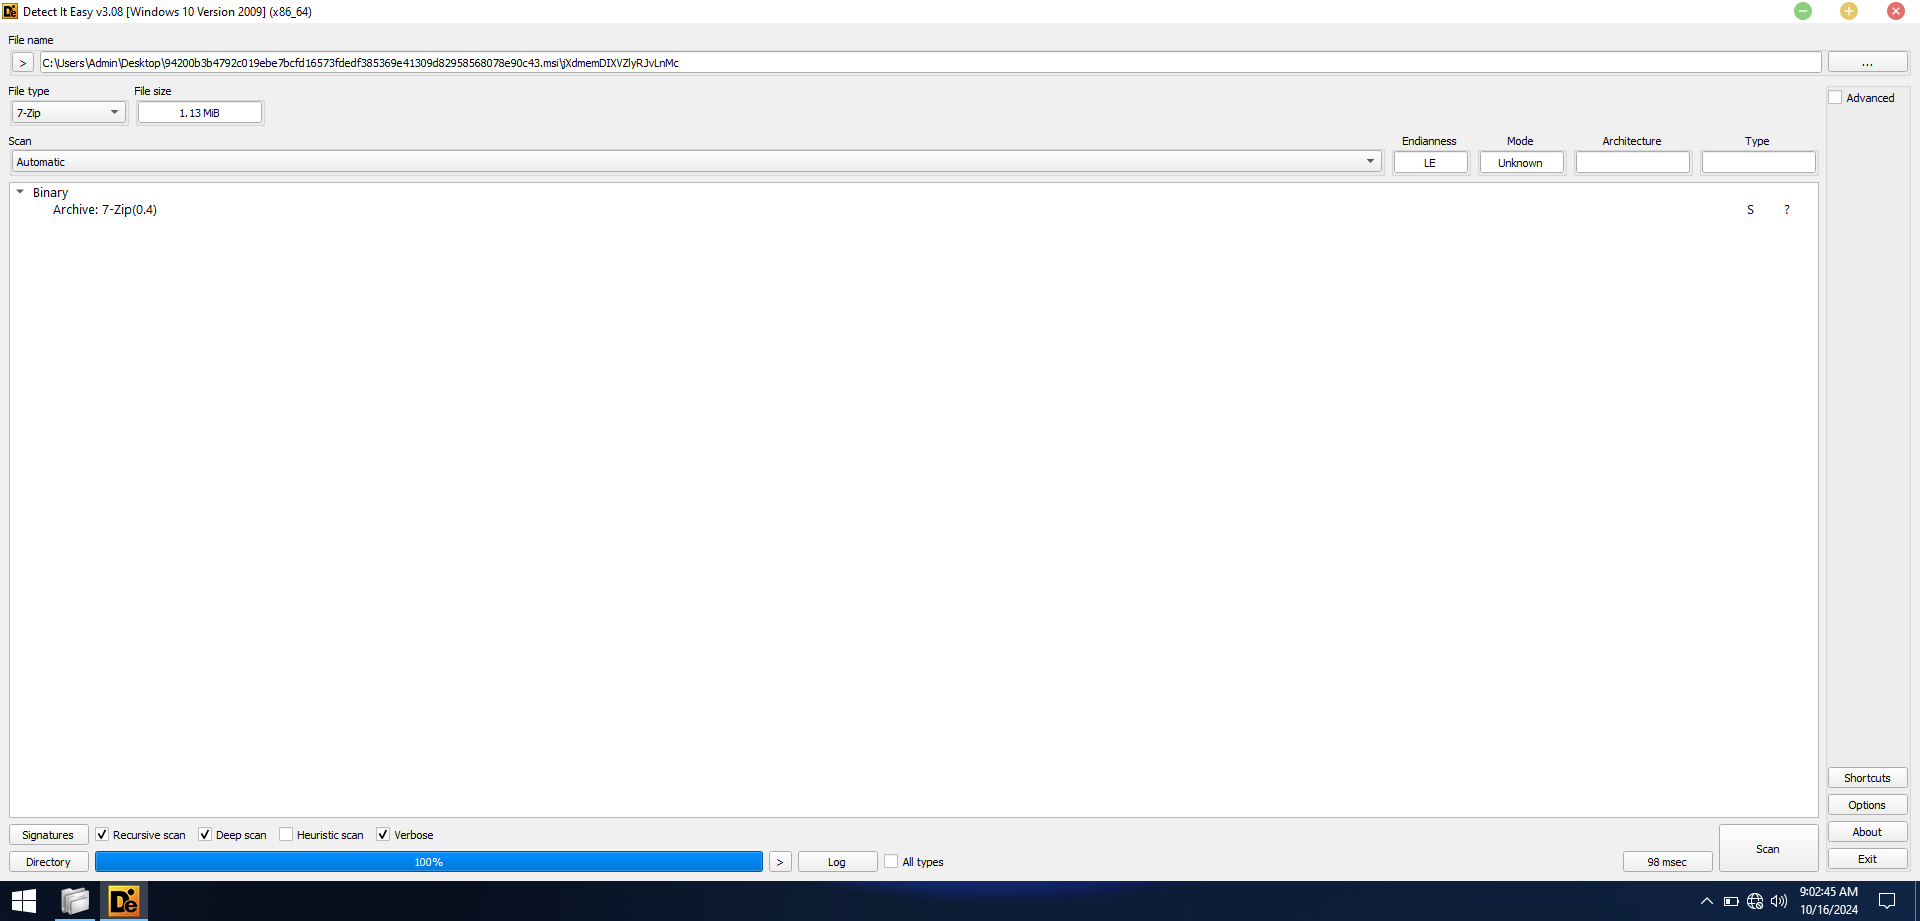 Detect It Easy v3.08 [Windows 10 Version 2009] (x86_64)
File name
> C:\Users\Admin\Desktop\94200b3b4792c019ebe7bcfd16573fdedf385369e41309d82958568078e90c43.msi\jXdmemDIXVZlyRJvLnMc ...
File type File size
7-Zip 1.13 MiB Advanced
Scan Endianness Mode Architecture Type
Automatic LE Unknown
Binary
Archive: 7-Zip(0.4) S ?
Shortcuts
Options
About
Exit
Signatures Recursive scan Deep scan Heuristic scan Verbose
Directory 100% > Log All types 98 msec Scan
De 9:02:45 AM
10/16/2024